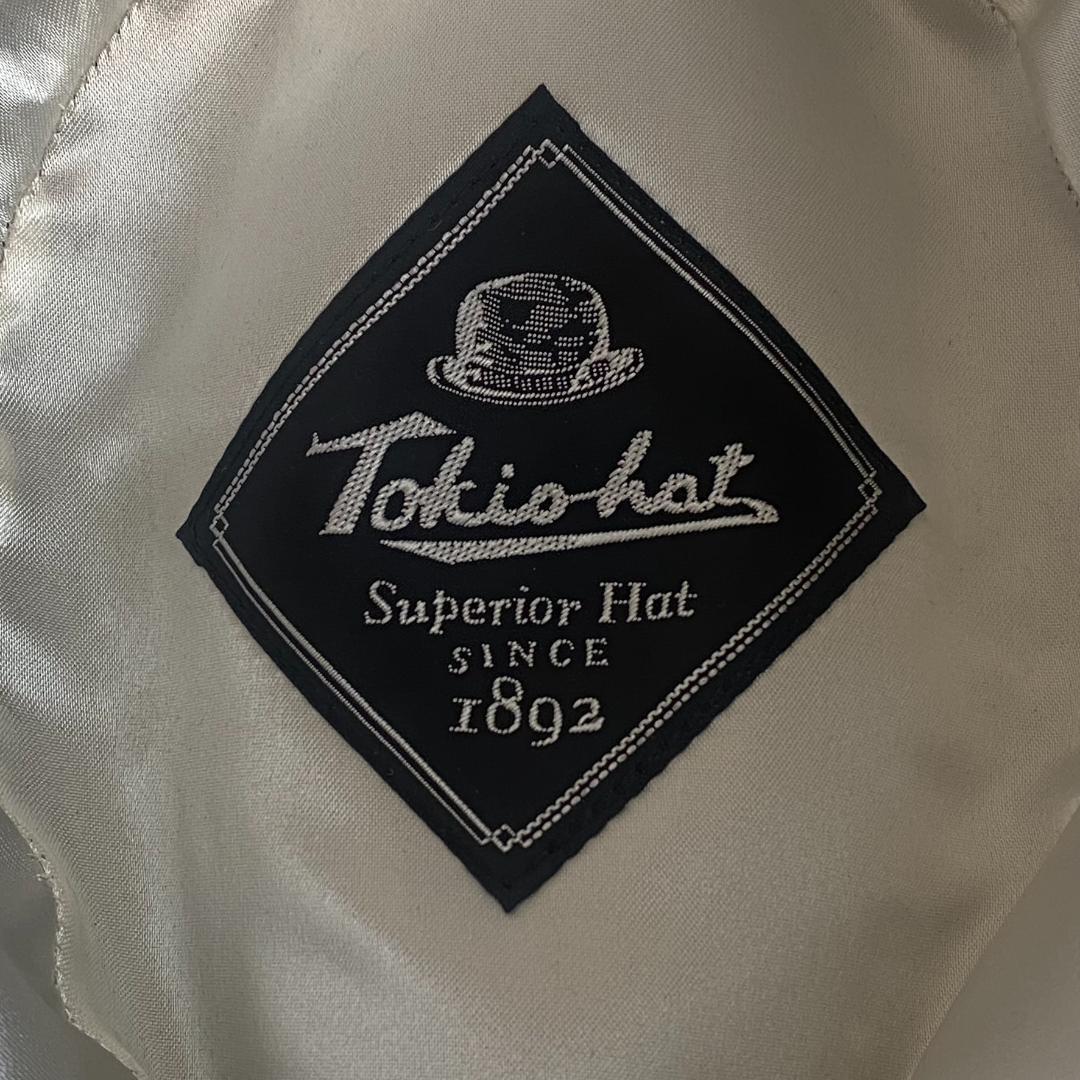 Tokio hat
Superior Hat
SINCE
1892